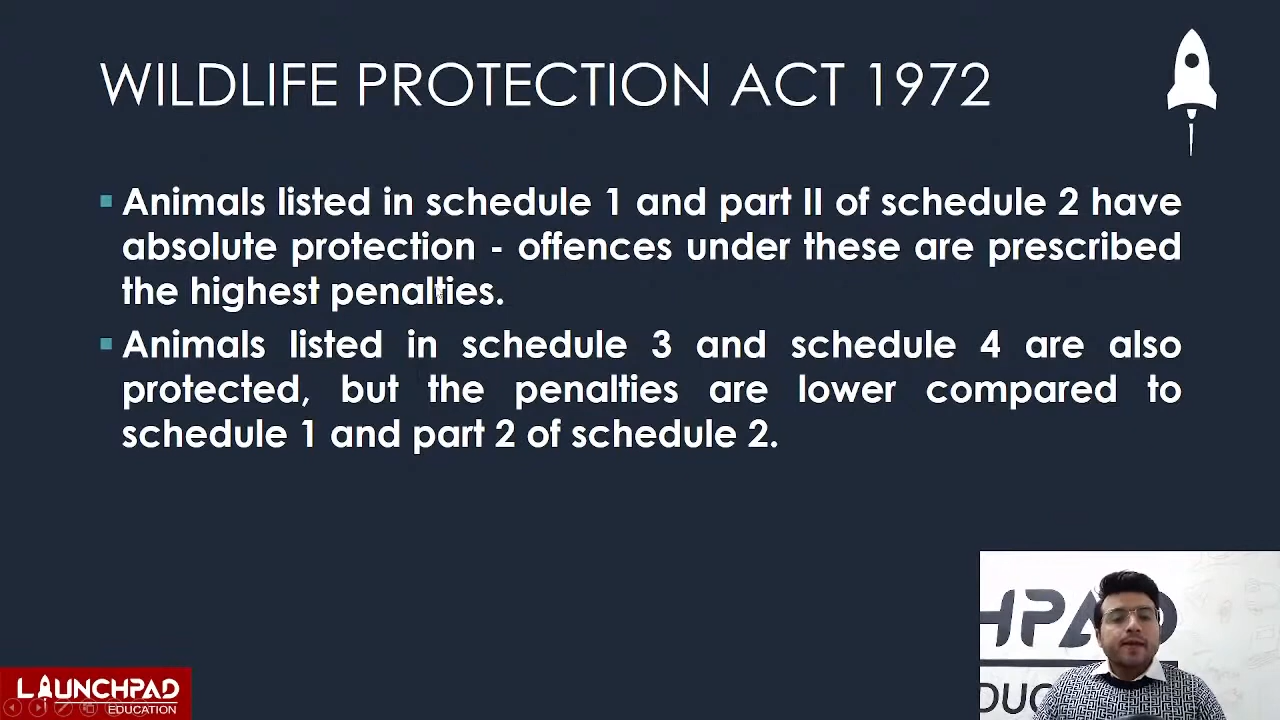 WILDLIFE PROTECTION ACT 1972
Animals listed in schedule 1 and part II of schedule 2 have
absolute protection - offences under these are prescribed
the highest penalties.
Animals listed in schedule 3 and schedule 4 are also
protected, but the penalties are lower compared to
schedule 1 and part 2 of schedule 2.
LAUNCHPAD
EDUCATION